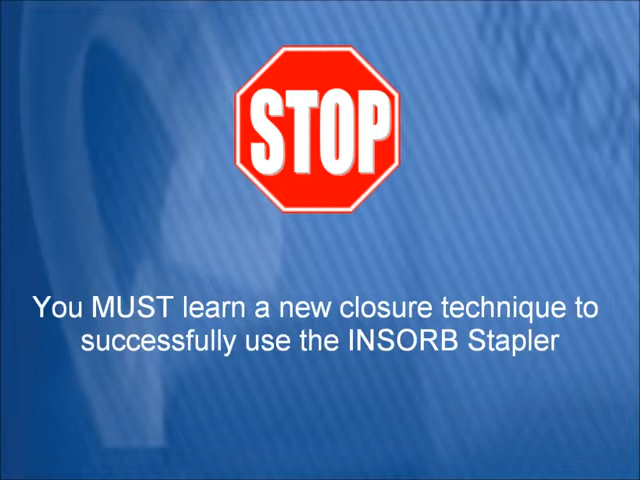 STOP
You MUST learn a new closure technique to
successfully use the INSORB Stapler